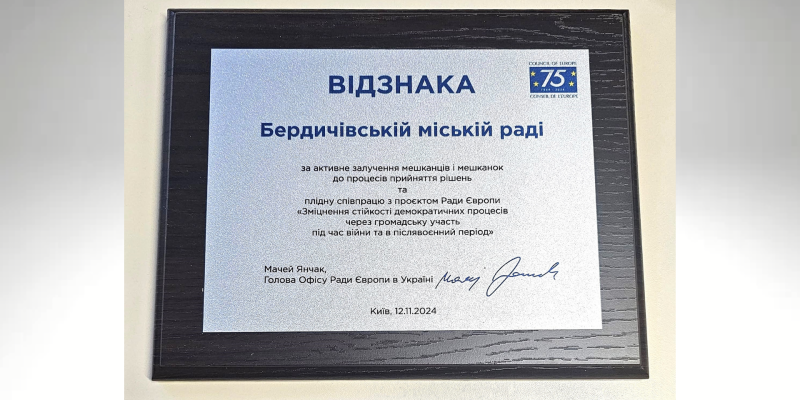 COUNCIL OF EUROPE
75
CONSEIL DE L'EUROPE
ВІДЗНАКА
Бердичівській міській раді
за активне залучення мешканців і мешканок
до процесів прийняття рішень
та
плідну співпрацю з проєктом Ради Європи
«Зміцнення стійкості демократичних процесів
через громадську участь
під час війни та в післявоєнний період»
Мачей Янчак,
Голова Офісу Ради Європи в Україні
Київ, 12.11.2024